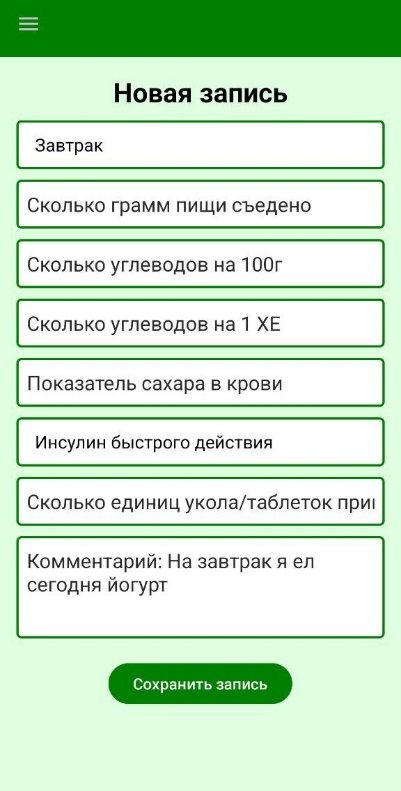 Новая запись
Завтрак
Сколько грамм пищи съедено
Сколько углеводов на 100г
Сколько углеводов на 1 ХЕ
Показатель сахара в крови
Инсулин быстрого действия
Сколько единиц укола/таблеток
Комментарий: На завтрак я ел
сегодня йогурт
Сохранить запись